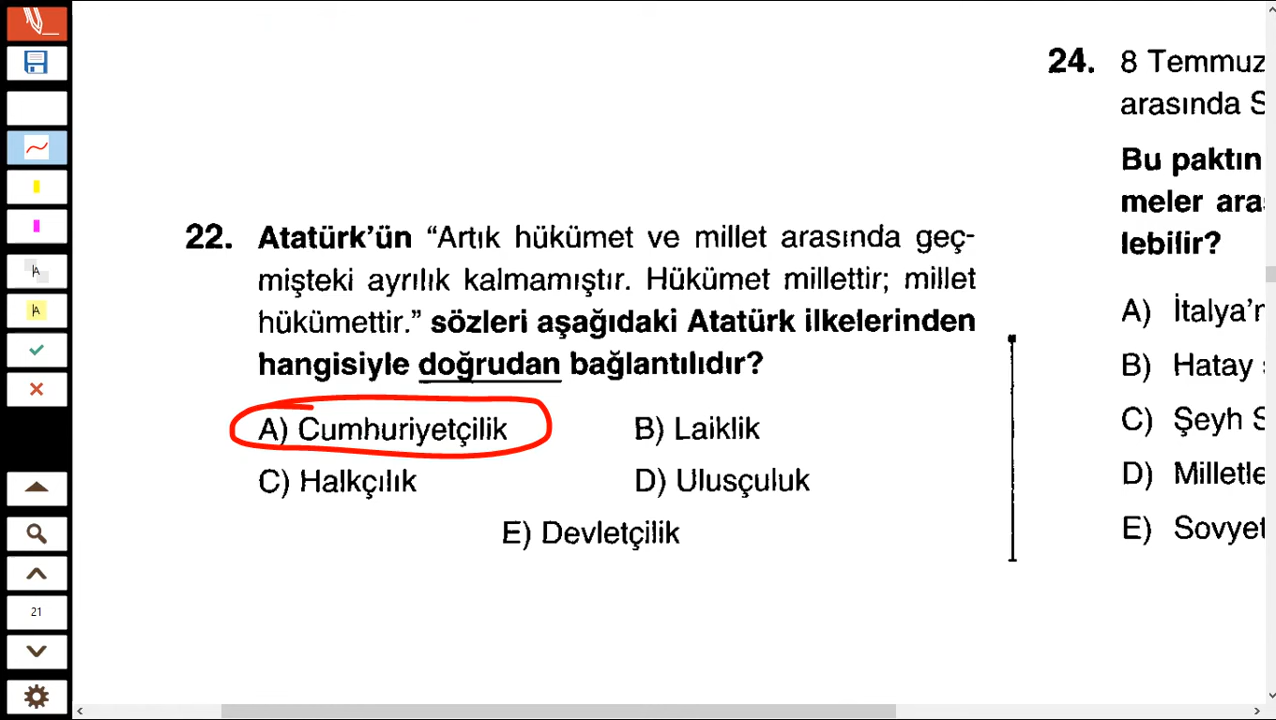 22. Atatürk'ün “Artık hükümet ve millet arasında geç-
mişteki ayrılık kalmamıştır. Hükümet millettir; millet
hükümettir.” sözleri aşağıdaki Atatürk ilkelerinden
hangisiyle doğrudan bağlantılıdır?
A) Cumhuriyetçilik B) Laiklik
C) Halkçılık D) Ulusçuluk
E) Devletçilik
24. 8 Temmuz
arasında S
Bu paktın
meler ara
lebilir?
A) İtalya'
B) Hatay
C) Şeyh S
D) Milletle
E) Sovyet
A
A
21